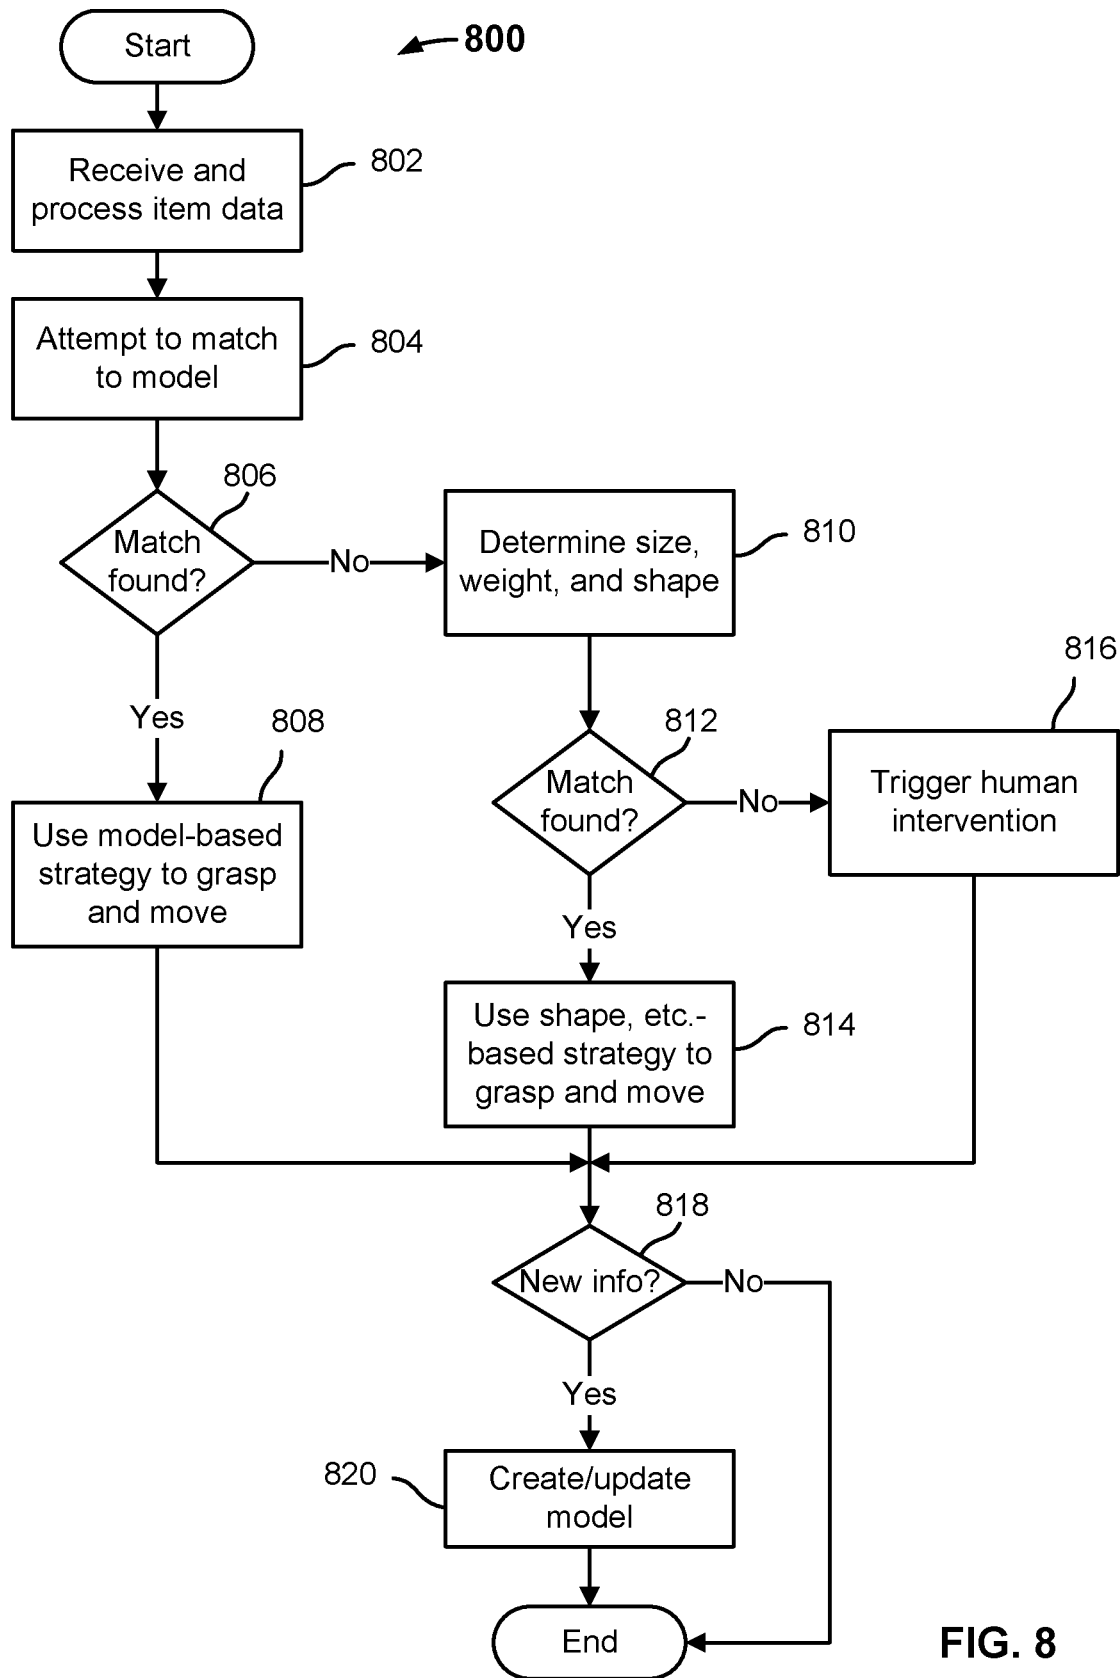 Start
800
Receive and
process item data
802
Attempt to match
to model
804
806
Match
found?
No
Determine size,
weight, and shape
810
Yes
808
Use model-based
strategy to grasp
and move
812
Match
found?
No
816
Trigger human
intervention
Yes
Use shape, etc.-
based strategy to
grasp and move
814
818
New info?
No
Yes
820
Create/update
model
End
FIG. 8